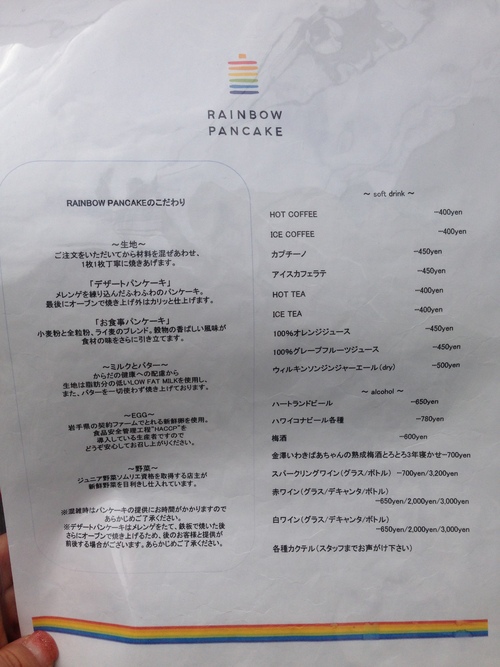 RAINBOW
PANCAKE
RAINBOW PANCAKEのこだわり
～生地～
ご注文をいただいてから材料を混ぜあわせ、
1枚1枚丁寧に焼きあげます。
「デザートパンケーキ」
メレンゲを練り込んだふわふわのパンケーキ。
最後にオーブンで焼き上げ外はカリッと仕上げます。
「お食事パンケーキ」
小麦粉と全粒粉、ライ麦のブレンド。穀物の香ばしい風味が
食材の味をさらに引き立てます。
～ミルクとバター～
からだの健康への配慮から
生地は脂肪分の低いLOW FAT MILKを使用し、
また、バターを一切使わず焼き上げております。
～EGG～
岩手県の契約ファームでとれる新鮮卵を使用。
食品安全管理工程"HACCP"を
導入している生産者ですので
どうぞ安心してお召し上がりください。
～野菜～
ジュニア野菜ソムリエ資格を取得する店主が
新鮮野菜を目利きし仕入れています。
※混雑時はパンケーキの提供にお時間がかかりますので
あらかじめご了承ください。
※デザートパンケーキはメレンゲをたて、鉄板で焼いた後
さらにオーブンで焼き上げるため、後のお客様と提供が
前後する場合がございます。あらかじめご了承ください。
～ soft drink ～
HOT COFFEE －400yen
ICE COFFEE －400yen
カプチーノ －450yen
アイスカフェラテ －450yen
HOT TEA －400yen
ICE TEA －400yen
100%オレンジジュース －450yen
100%グレープフルーツジュース －450yen
ウィルキンソンジンジャーエール（dry） －500yen
～ alcohol ～
ハートランドビール －650yen
ハワイコナビール各種 －780yen
梅酒 －600yen
金澤いわきばあちゃんの熟成梅酒とろとろ3年寝かせ－700yen
スパークリングワイン（グラス/ボトル） －700yen/3,200yen
赤ワイン（グラス/デキャンタ/ボトル）
－650yen/2,000yen/3,000yen
白ワイン（グラス/デキャンタ/ボトル）
－650yen/2,000yen/3,000yen
各種カクテル（スタッフまでお声がけ下さい）